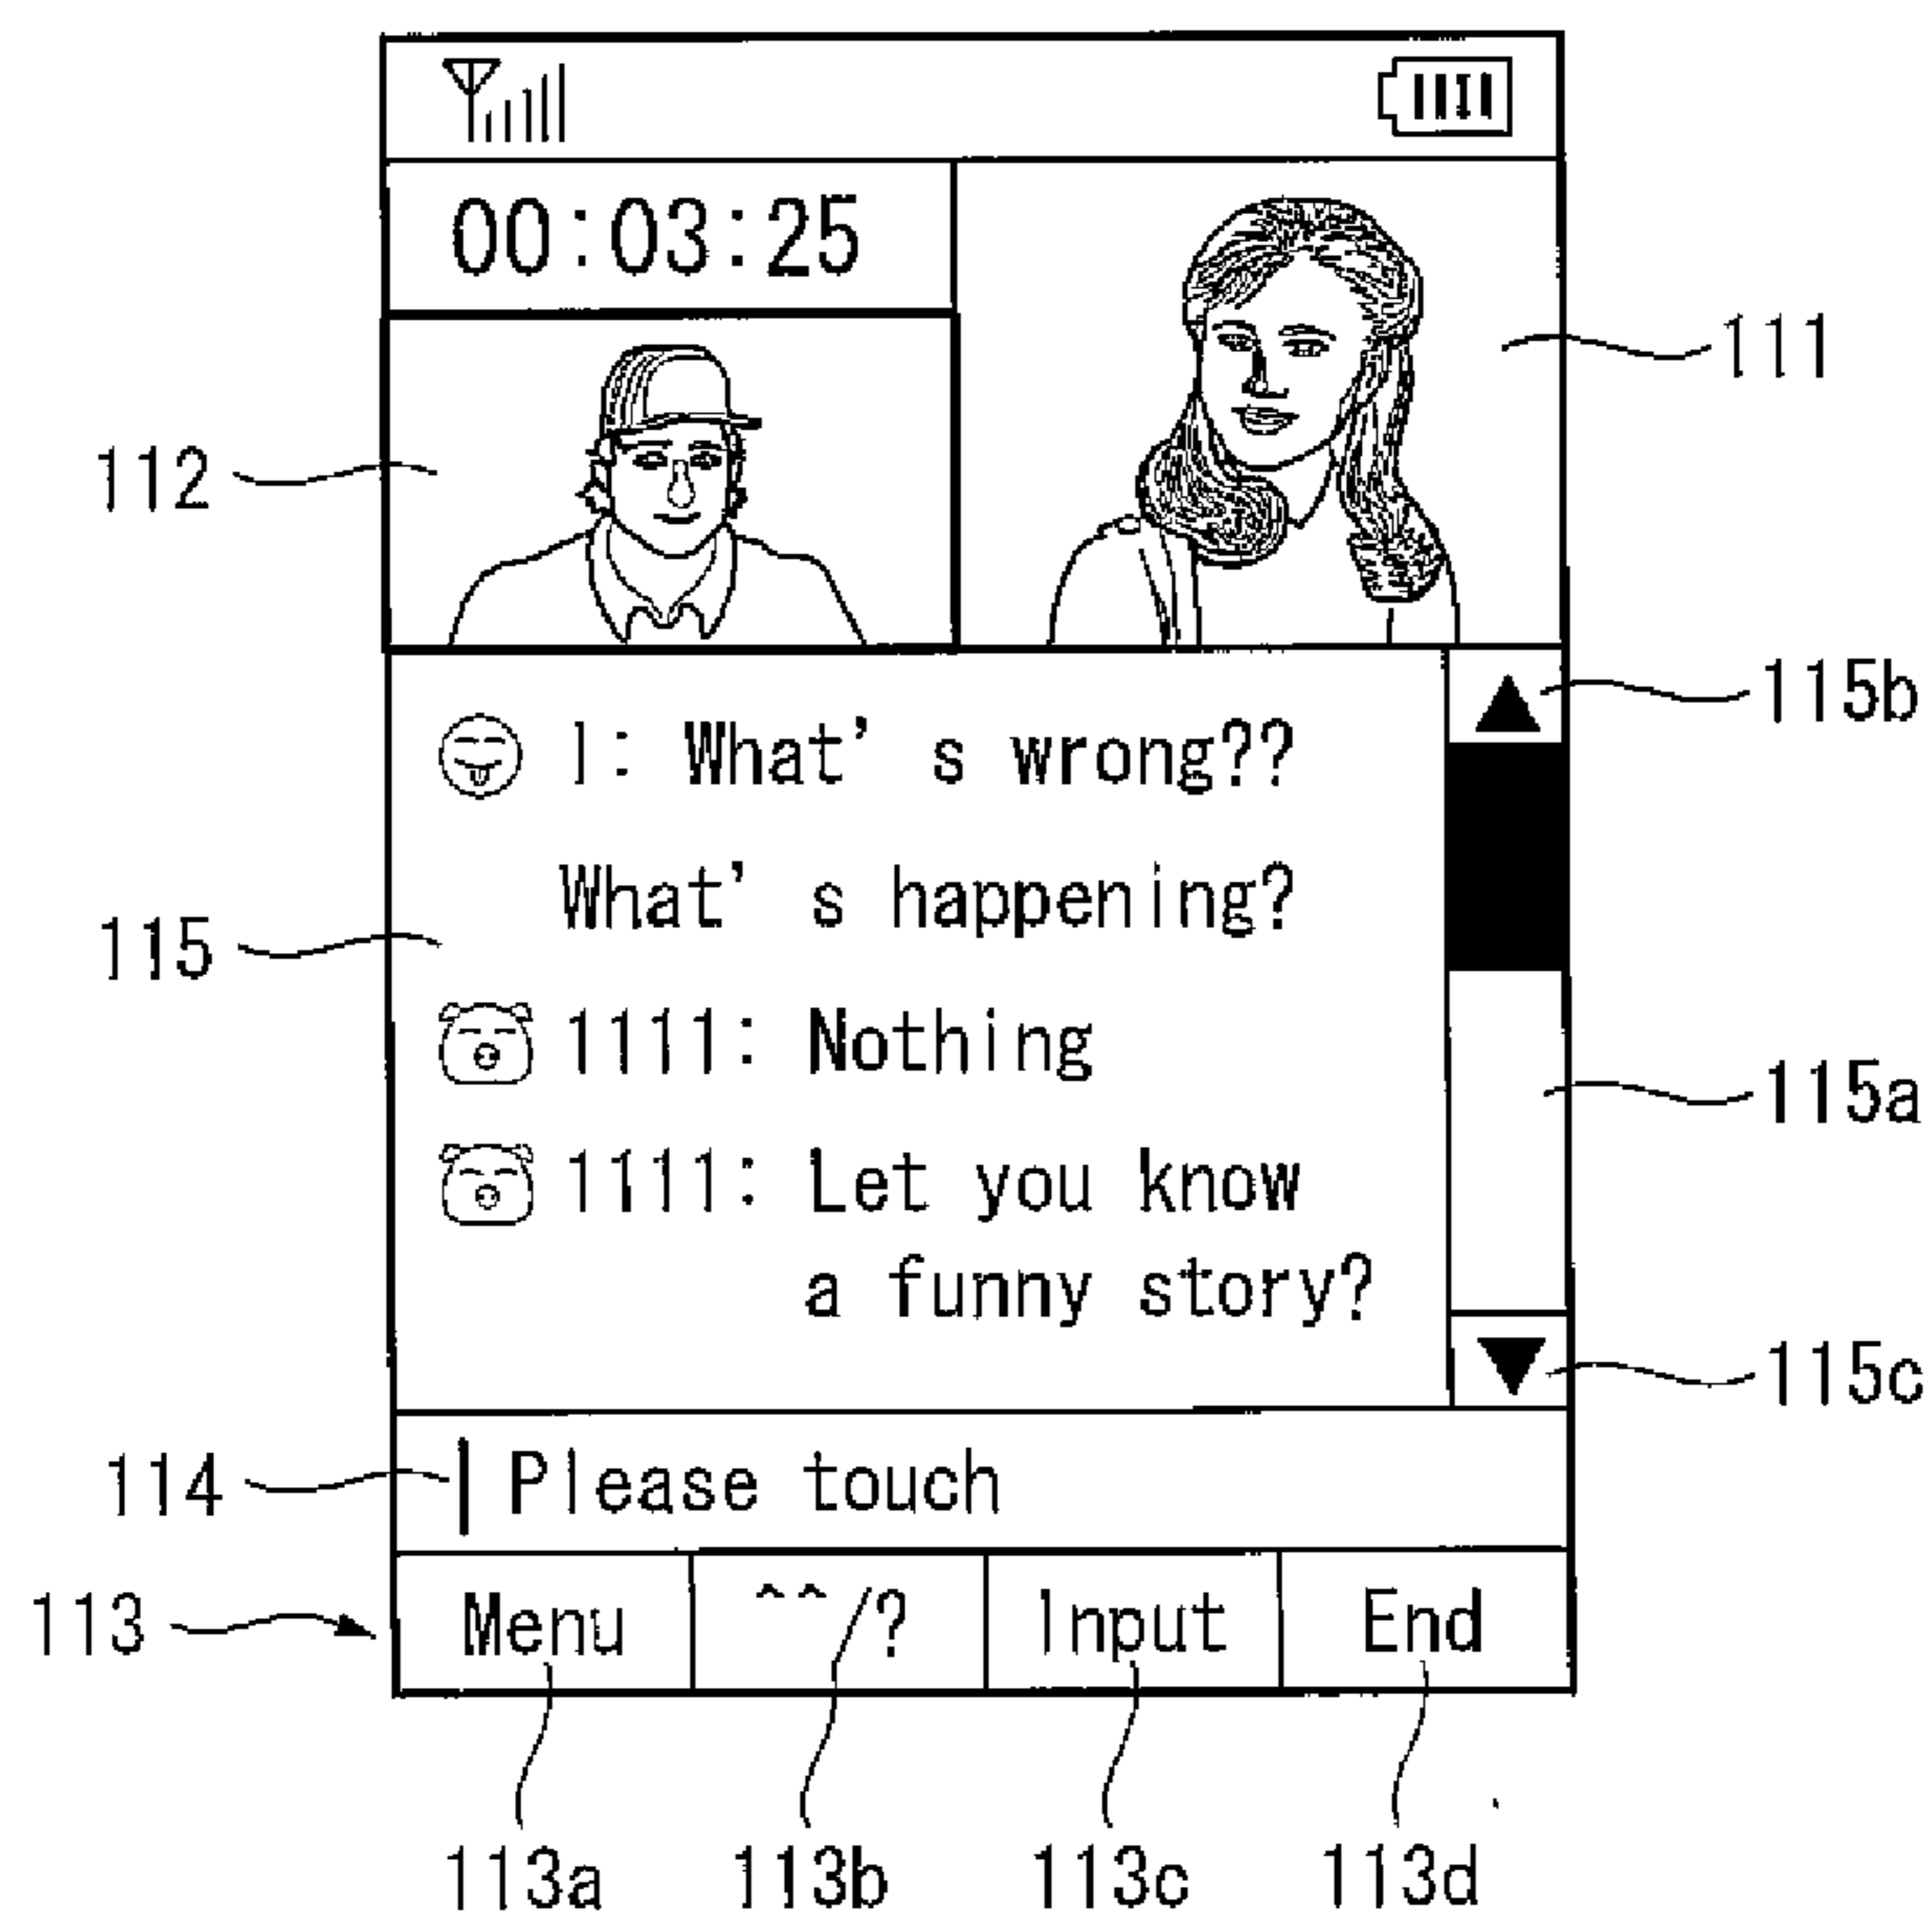 00:03:25
111
112
115b
I: What's wrong??
What's happening?
115
1111: Nothing
115a
1111: Let you know
a funny story?
115c
114
Please touch
113
Menu
^^/?
Input
End
113a
113b
113c
113d